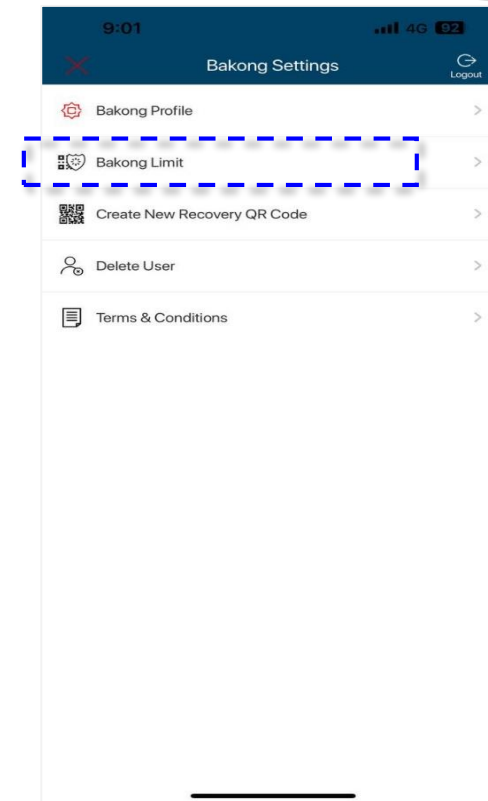 9:01 4G 92
Bakong Settings
Logout
Bakong Profile
Bakong Limit
Create New Recovery QR Code
Delete User
Terms & Conditions